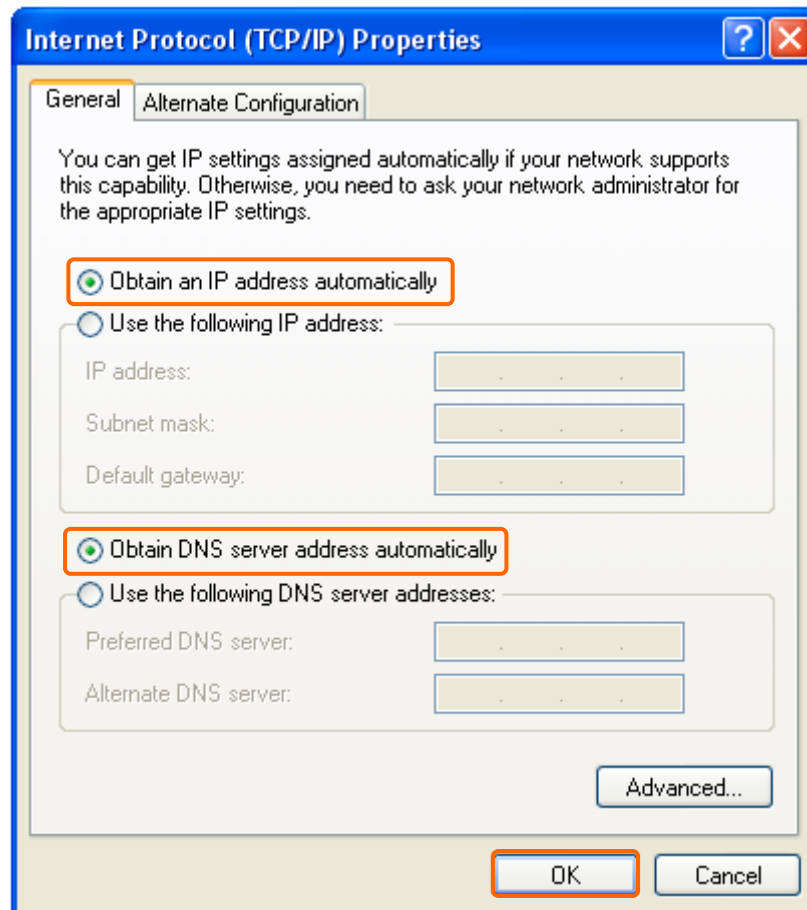 Internet Protocol (TCP/IP) Properties
General
Alternate Configuration
You can get IP settings assigned automatically if your network supports
this capability. Otherwise, you need to ask your network administrator for
the appropriate IP settings.
Obtain an IP address automatically
Use the following IP address:
IP address:
Subnet mask:
Default gateway:
Obtain DNS server address automatically
Use the following DNS server addresses:
Preferred DNS server:
Alternate DNS server:
Advanced...
OK
Cancel